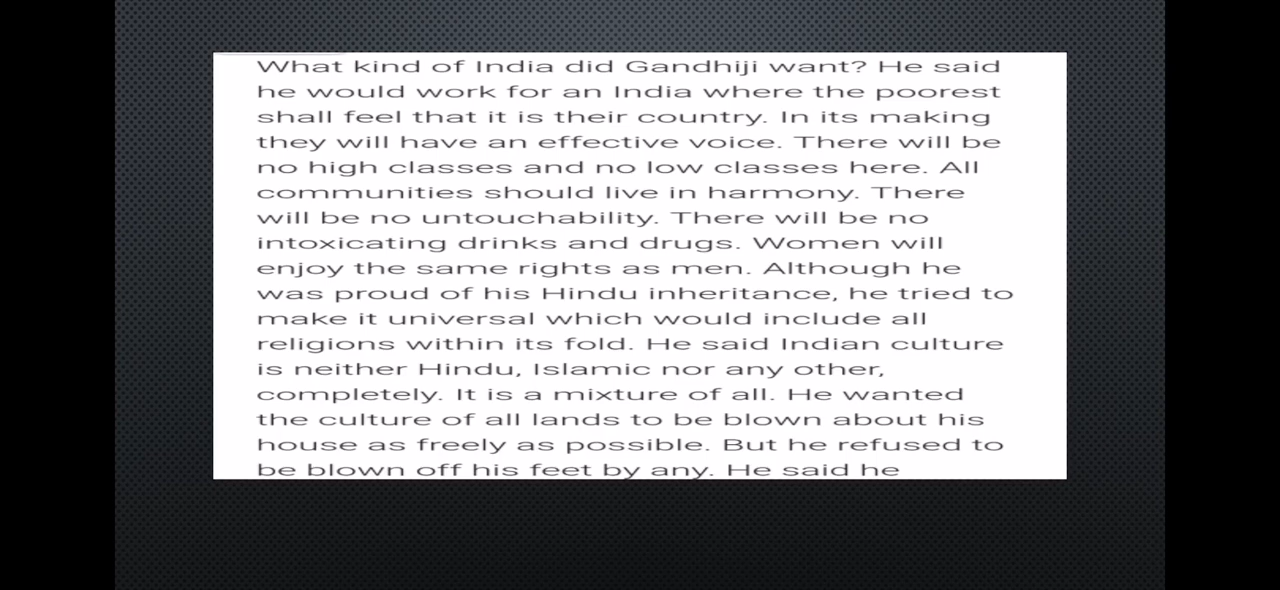 What kind of India did Gandhiji want? He said
he would work for an India where the poorest
shall feel that it is their country. In its making
they will have an effective voice. There will be
no high classes and no low classes here. All
communities should live in harmony. There
will be no untouchability. There will be no
intoxicating drinks and drugs. Women will
enjoy the same rights as men. Although he
was proud of his Hindu inheritance, he tried to
make it universal which would include all
religions within its fold. He said Indian culture
is neither Hindu, Islamic nor any other,
completely. It is a mixture of all. He wanted
the culture of all lands to be blown about his
house as freely as possible. But he refused to
be blown off his feet by any. He said he